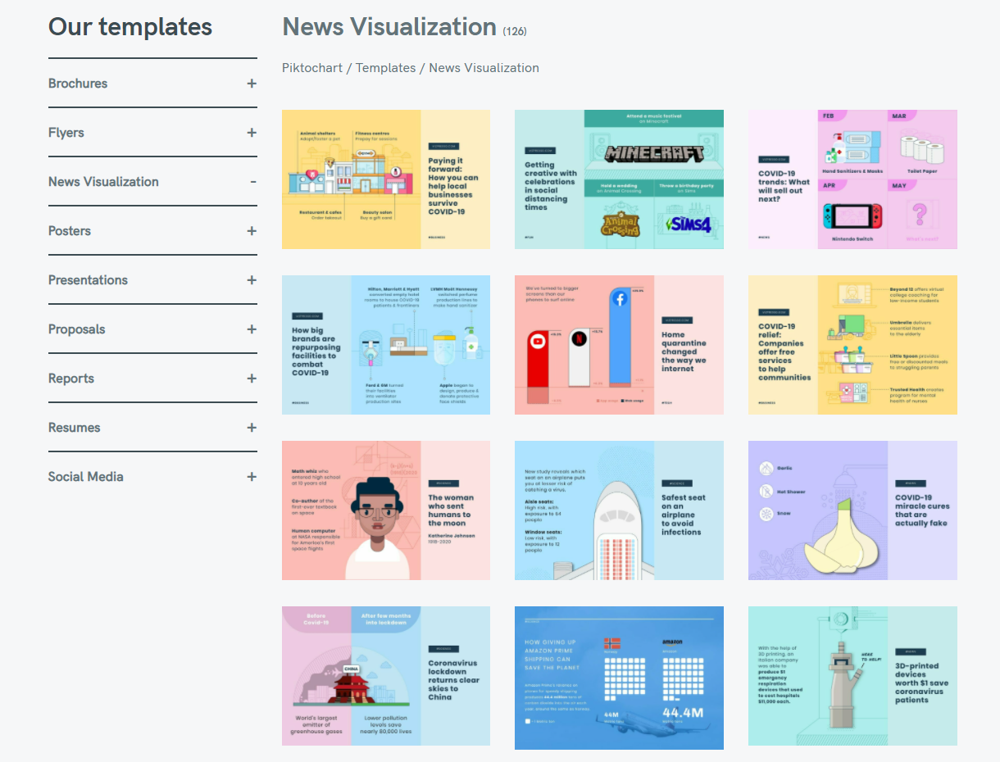 Our templates
Brochures +
Flyers +
News Visualization -
Posters +
Presentations +
Proposals +
Reports +
Resumes +
Social Media +
News Visualization (126)
Piktochart / Templates / News Visualization
Animal shelters
Adopt/foster a pet
Fitness centres
Prepay for sessions
Restaurant & cafes
Order takeout
Beauty salon
Buy a gift card
Paying it
forward:
How you can
help local
businesses
survive
COVID-19
#BUSINESS
Getting
creative with
celebrations
in social
distancing
times
#FUN
Attend a music festival
on Minecraft
MINECRAFT
Hold a wedding
on Animal Crossing
Animal
Crossing
Throw a birthday party
on Sims
SIMS4
COVID-19
trends: What
will sell out
next?
#NEWS
FEB
Hand Sanitizers & Masks
MAR
Toilet Paper
APR
Nintendo Switch
MAY
?
What's next?
How big
brands are
repurposing
facilities to
combat
COVID-19
#BUSINESS
Hilton, Marriott & Hyatt
converted empty hotel
rooms to house COVID-19
patients & frontliners
LVMH Moët Hennessy
switched perfume
production lines to
make hand sanitizer
Ford & GM turned
their facilities
into ventilator
production sites
Apple began to
design, produce &
donate protective
face shields
We've turned to bigger
screens than our
phones to surf online
Home
quarantine
changed
the way we
internet
#TECH
COVID-19
relief:
Companies
offer free
services
to help
communities
#BUSINESS
Beyond 12 offers virtual
college coaching for
low-income students
Umbrella delivers
essential items
to the elderly
Little Spoon provides
free or discounted meals
to struggling parents
Trusted Health creates
program for mental
health of nurses
Math whiz who
entered high school
at 10 years old
Co-author of the
first-ever textbook
on space
Human computer
at NASA responsible
for America's first
space flights
The woman
who sent
humans to
the moon
Katherine Johnson
1918-2020
New study reveals which
seat on an airplane puts
you at lesser risk of
catching a virus.
Aisle seats:
High risk, with
exposure to 64
people
Window seats:
Low risk, with
exposure to 12
people
#SCIENCE
Safest seat
on an
airplane
to avoid
infections
Garlic
Hot Shower
Snow
#NEWS
COVID-19
miracle cures
that are
actually fake
Before
Covid-19
After few months
into lockdown
CHINA
World's largest
emitter of
greenhouse gases
Lower pollution
levels save
nearly 80,000 lives
#SCIENCE
Coronavirus
lockdown
returns clear
skies to
China
HOW GIVING UP
AMAZON PRIME
SHIPPING CAN
SAVE THE PLANET
Norway
44M
amazon
44.4M
With the help of
3D printing, an
Italian company
was able to
produce $1
emergency
respiration
devices that used
to cost hospitals
$11,000 each.
HERE
TO HELP!
#NEWS
3D-printed
devices
worth $1 save
coronavirus
patients